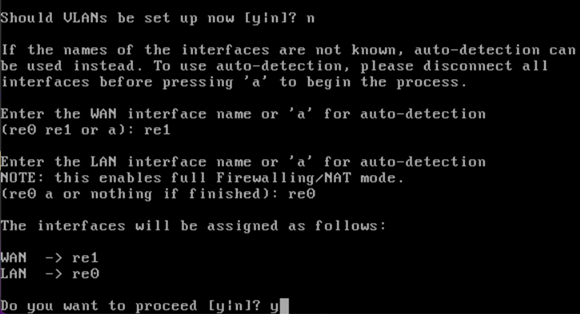 Should VLANs be set up now [y|n]? n
If the names of the interfaces are not known, auto-detection can
be used instead. To use auto-detection, please disconnect all
interfaces before pressing 'a' to begin the process.
Enter the WAN interface name or 'a' for auto-detection
(re0 re1 or a): re1
Enter the LAN interface name or 'a' for auto-detection
NOTE: this enables full Firewalling/NAT mode.
(re0 a or nothing if finished): re0
The interfaces will be assigned as follows:
WAN  -> re1
LAN  -> re0
Do you want to proceed [y|n]? y